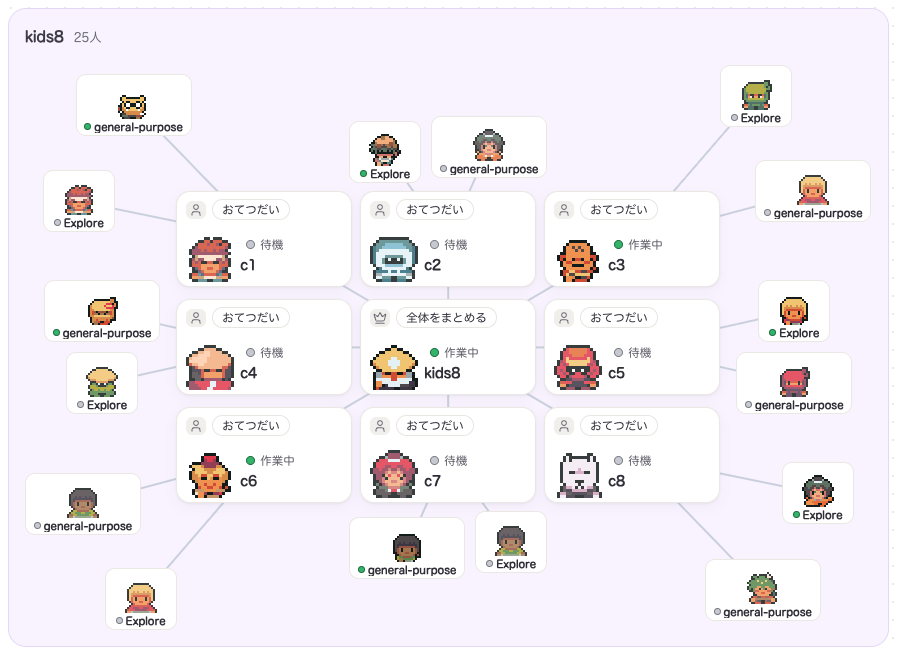 kids8 25人
general-purpose
Explore
Explore
general-purpose
Explore
general-purpose
おてつだい
待機
c1
おてつだい
待機
c2
おてつだい
作業中
c3
general-purpose
Explore
おてつだい
待機
c4
全体をまとめる
作業中
kids8
おてつだい
待機
c5
Explore
general-purpose
おてつだい
作業中
c6
おてつだい
待機
c7
おてつだい
待機
c8
general-purpose
Explore
general-purpose
Explore
Explore
general-purpose